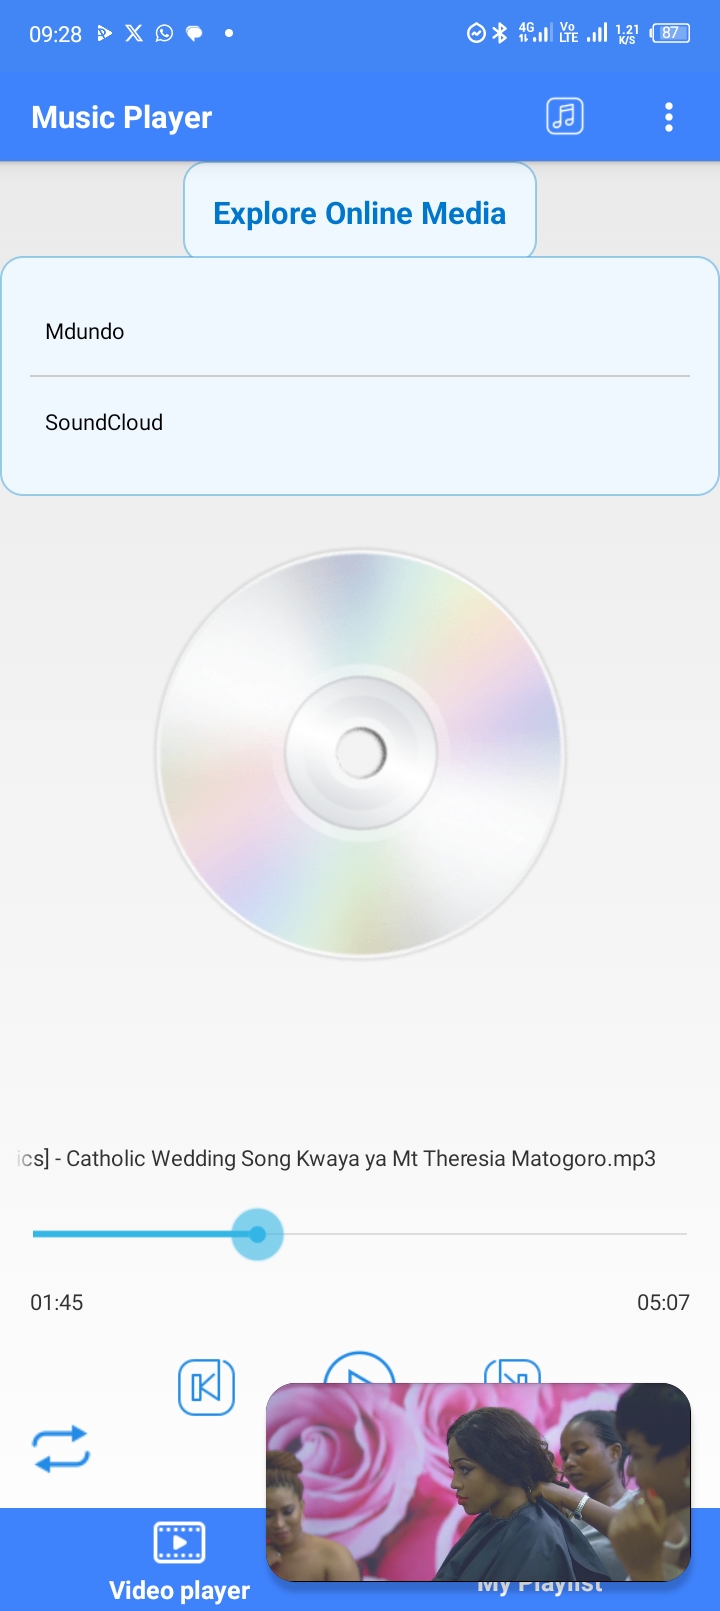 09:28
4G
Vo
LTE
1.21
K/S
87
Music Player
Explore Online Media
Mdundo
SoundCloud
ics] - Catholic Wedding Song Kwaya ya Mt Theresia Matogoro.mp3
01:45
05:07
Video player
My Playlist